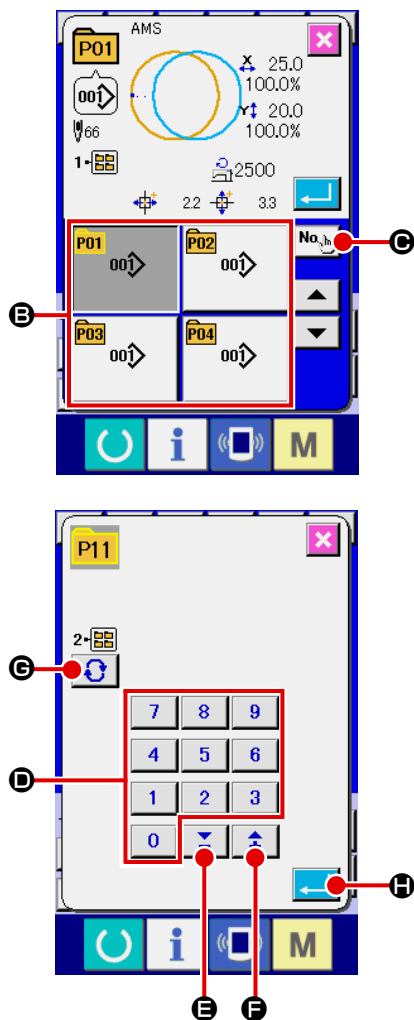 AMS
P01
X 25.0
100.0%
001
Y 20.0
100.0%
66
1
2500
2.2 3.3
P01
001
P02
001
No.
C
B
P03
001
P04
001
i
M
P11
2
G
7 8 9
D
4 5 6
1 2 3
0
H
i
M
E F